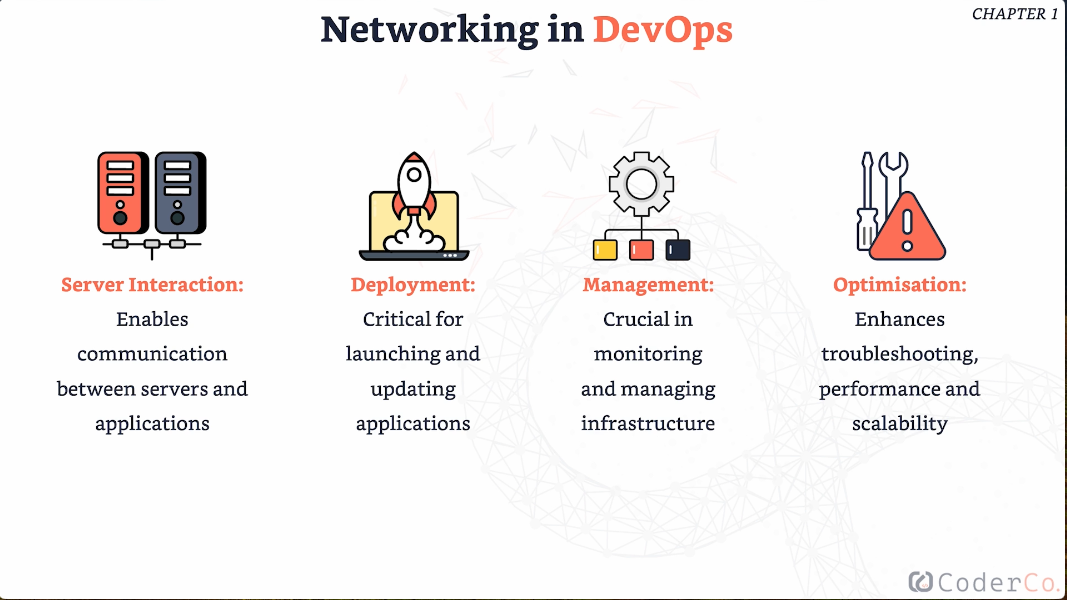 CHAPTER 1
Networking in DevOps
Server Interaction:
Enables
communication
between servers and
applications
Deployment:
Critical for
launching and
updating
applications
Management:
Crucial in
monitoring
and managing
infrastructure
Optimisation:
Enhances
troubleshooting,
performance and
scalability
CoderCo.